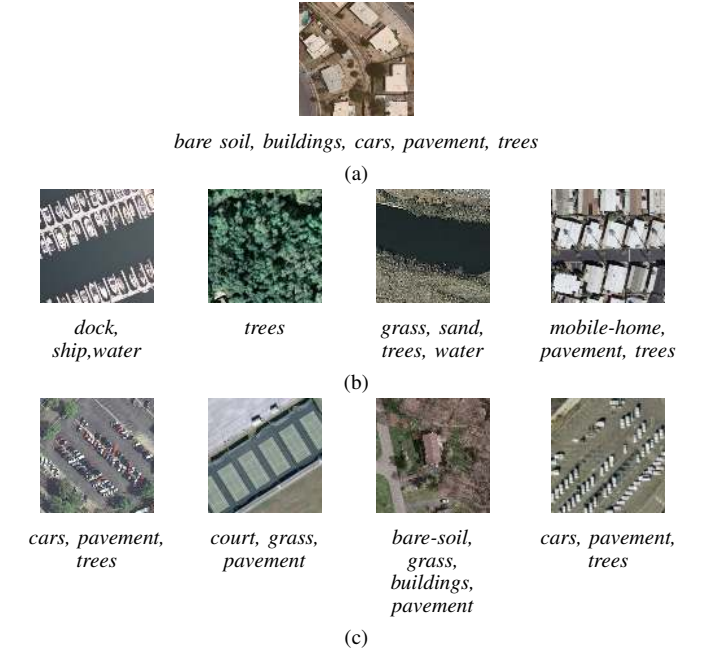 bare soil, buildings, cars, pavement, trees
(a)
dock,
ship,water
trees
grass, sand,
trees, water
mobile-home,
pavement, trees
(b)
cars, pavement,
trees
court, grass,
pavement
bare-soil,
grass,
buildings,
pavement
cars, pavement,
trees
(c)